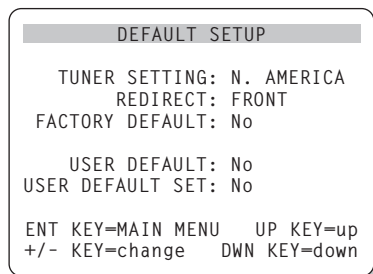 DEFAULT SETUP
TUNER SETTING: N. AMERICA
REDIRECT: FRONT
FACTORY DEFAULT: No
USER DEFAULT: No
USER DEFAULT SET: No
ENT KEY=MAIN MENU UP KEY=up
+/- KEY=change DWN KEY=down